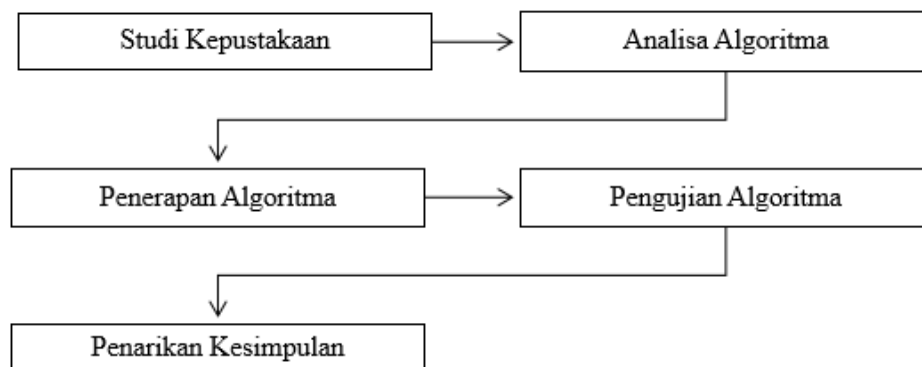 Studi Kepustakaan
Analisa Algoritma
Penerapan Algoritma
Pengujian Algoritma
Penarikan Kesimpulan